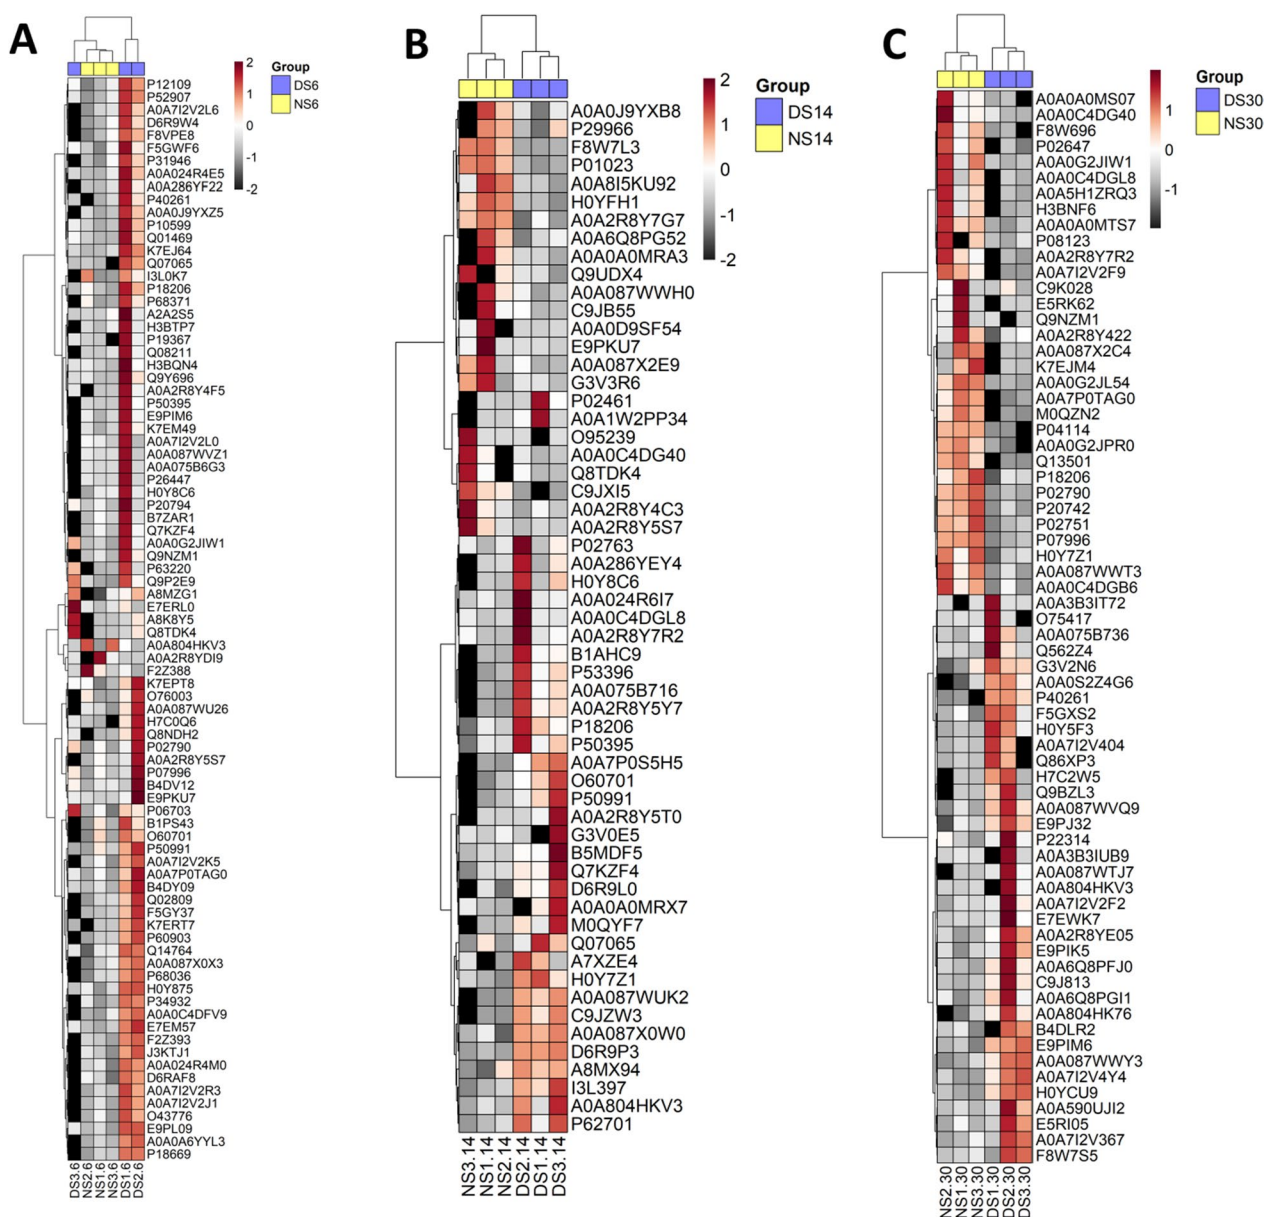 A
2
1
0
-1
-2
Group
DS6
NS6
P12109
P52907
A0A7I2V2L6
D6R9W4
F8VPE8
F5GWF6
P31946
A0A024R4E5
A0A286YF22
P40261
A0A0J9YXZ5
P10599
Q01469
K7EJ64
Q07065
I3L0K7
P18206
P68371
A2A2S5
H3BTP7
P19367
Q08211
H3BQN4
Q9Y696
A0A2R8Y4F5
P50395
E9PIM6
K7EM49
A0A7I2V2L0
A0A087WVZ1
A0A075B6G3
P26447
H0Y8C6
P20794
B7ZAR1
Q7KZF4
A0A0G2JIW1
Q9NZM1
P63220
Q9P2E9
A8MZG1
E7ERL0
A8K8Y5
Q8TDK4
A0A804HKV3
A0A2R8YDI9
F2Z388
K7EPT8
O76003
A0A087WU26
H7C0Q6
Q8NDH2
P02790
A0A2R8Y5S7
P07996
B4DV12
E9PKU7
P06703
B1PS43
O60701
P50991
A0A7I2V2K5
A0A7P0TAG0
B4DY09
Q02809
F5GY37
K7ERT7
P60903
Q14764
A0A087X0X3
P68036
H0Y875
P34932
A0A0C4DFV9
E7EM57
F2Z393
J3KTJ1
A0A024R4M0
D6RAF8
A0A7I2V2R3
A0A7I2V2J1
O43776
E9PL09
A0A0A6YYL3
P18669
DS3.6
NS2.6
NS1.6
NS3.6
DS1.6
DS2.6
B
2
1
0
-1
-2
Group
DS14
NS14
A0A0J9YXB8
P29966
F8W7L3
P01023
A0A8I5KU92
H0YFH1
A0A2R8Y7G7
A0A6Q8PG52
A0A0A0MRA3
Q9UDX4
A0A087WWH0
C9JB55
A0A0D9SF54
E9PKU7
A0A087X2E9
G3V3R6
P02461
A0A1W2PP34
O95239
A0A0C4DG40
Q8TDK4
C9JXI5
A0A2R8Y4C3
A0A2R8Y5S7
P02763
A0A286YEY4
H0Y8C6
A0A024R6I7
A0A0C4DGL8
A0A2R8Y7R2
B1AHC9
P53396
A0A075B716
A0A2R8Y5Y7
P18206
P50395
A0A7P0S5H5
O60701
P50991
A0A2R8Y5T0
G3V0E5
B5MDF5
Q7KZF4
D6R9L0
A0A0A0MRX7
M0QYF7
Q07065
A7XZE4
H0Y7Z1
A0A087WUK2
C9JZW3
A0A087X0W0
D6R9P3
A8MX94
I3L397
A0A804HKV3
P62701
NS3.14
NS1.14
NS2.14
DS2.14
DS1.14
DS3.14
C
1
0
-1
Group
DS30
NS30
A0A0A0MS07
A0A0C4DG40
F8W696
P02647
A0A0G2JIW1
A0A0C4DGL8
A0A5H1ZRQ3
H3BNF6
A0A0A0MTS7
P08123
A0A2R8Y7R2
A0A7I2V2F9
C9K028
E5RK62
Q9NZM1
A0A2R8Y422
A0A087X2C4
K7EJM4
A0A0G2JL54
A0A7P0TAG0
M0QZN2
P04114
A0A0G2JPR0
Q13501
P18206
P02790
P20742
P02751
P07996
H0Y7Z1
A0A087WWT3
A0A0C4DGB6
A0A3B3IT72
O75417
A0A075B736
Q562Z4
G3V2N6
A0A0S2Z4G6
P40261
F5GXS2
H0Y5F3
A0A7I2V404
Q86XP3
H7C2W5
Q9BZL3
A0A087WVQ9
E9PJ32
P22314
A0A3B3IUB9
A0A087WTJ7
A0A804HKV3
A0A7I2V2F2
E7EWK7
A0A2R8YE05
E9PIK5
A0A6Q8PFJ0
C9J813
A0A6Q8PGI1
A0A804HK76
B4DLR2
E9PIM6
A0A087WWY3
A0A7I2V4Y4
H0YCU9
A0A590UJI2
E5RI05
A0A7I2V367
F8W7S5
NS2.30
NS1.30
NS3.30
DS1.30
DS2.30
DS3.30